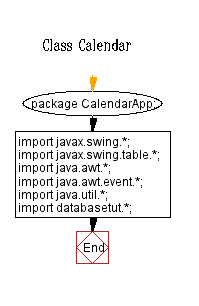 Class Calendar
package CalendarApp;
import javax.swing.*;
import javax.swing.table.*;
import java.awt.*;
import java.awt.event.*;
import java.util.*;
import databasetut.*;
End